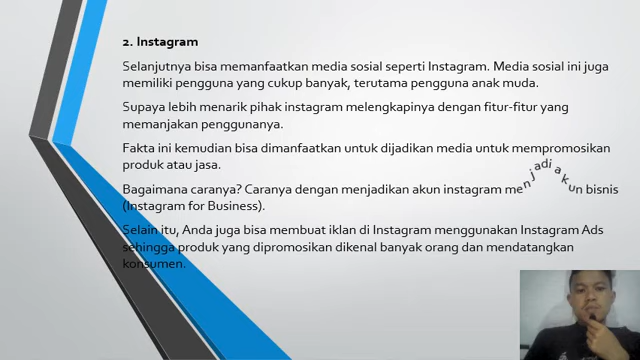 2. Instagram
Selanjutnya bisa memanfaatkan media sosial seperti Instagram. Media sosial ini juga
memiliki pengguna yang cukup banyak, terutama pengguna anak muda.
Supaya lebih menarik pihak instagram melengkapinya dengan fitur-fitur yang
memanjakan penggunanya.
Fakta ini kemudian bisa dimanfaatkan untuk dijadikan media untuk mempromosikan
produk atau jasa.
Bagaimana caranya? Caranya dengan menjadikan akun instagram menjadi akun bisnis
(Instagram for Business).
Selain itu, Anda juga bisa membuat iklan di Instagram menggunakan Instagram Ads
sehingga produk yang dipromosikan dikenal banyak orang dan mendatangkan
konsumen.